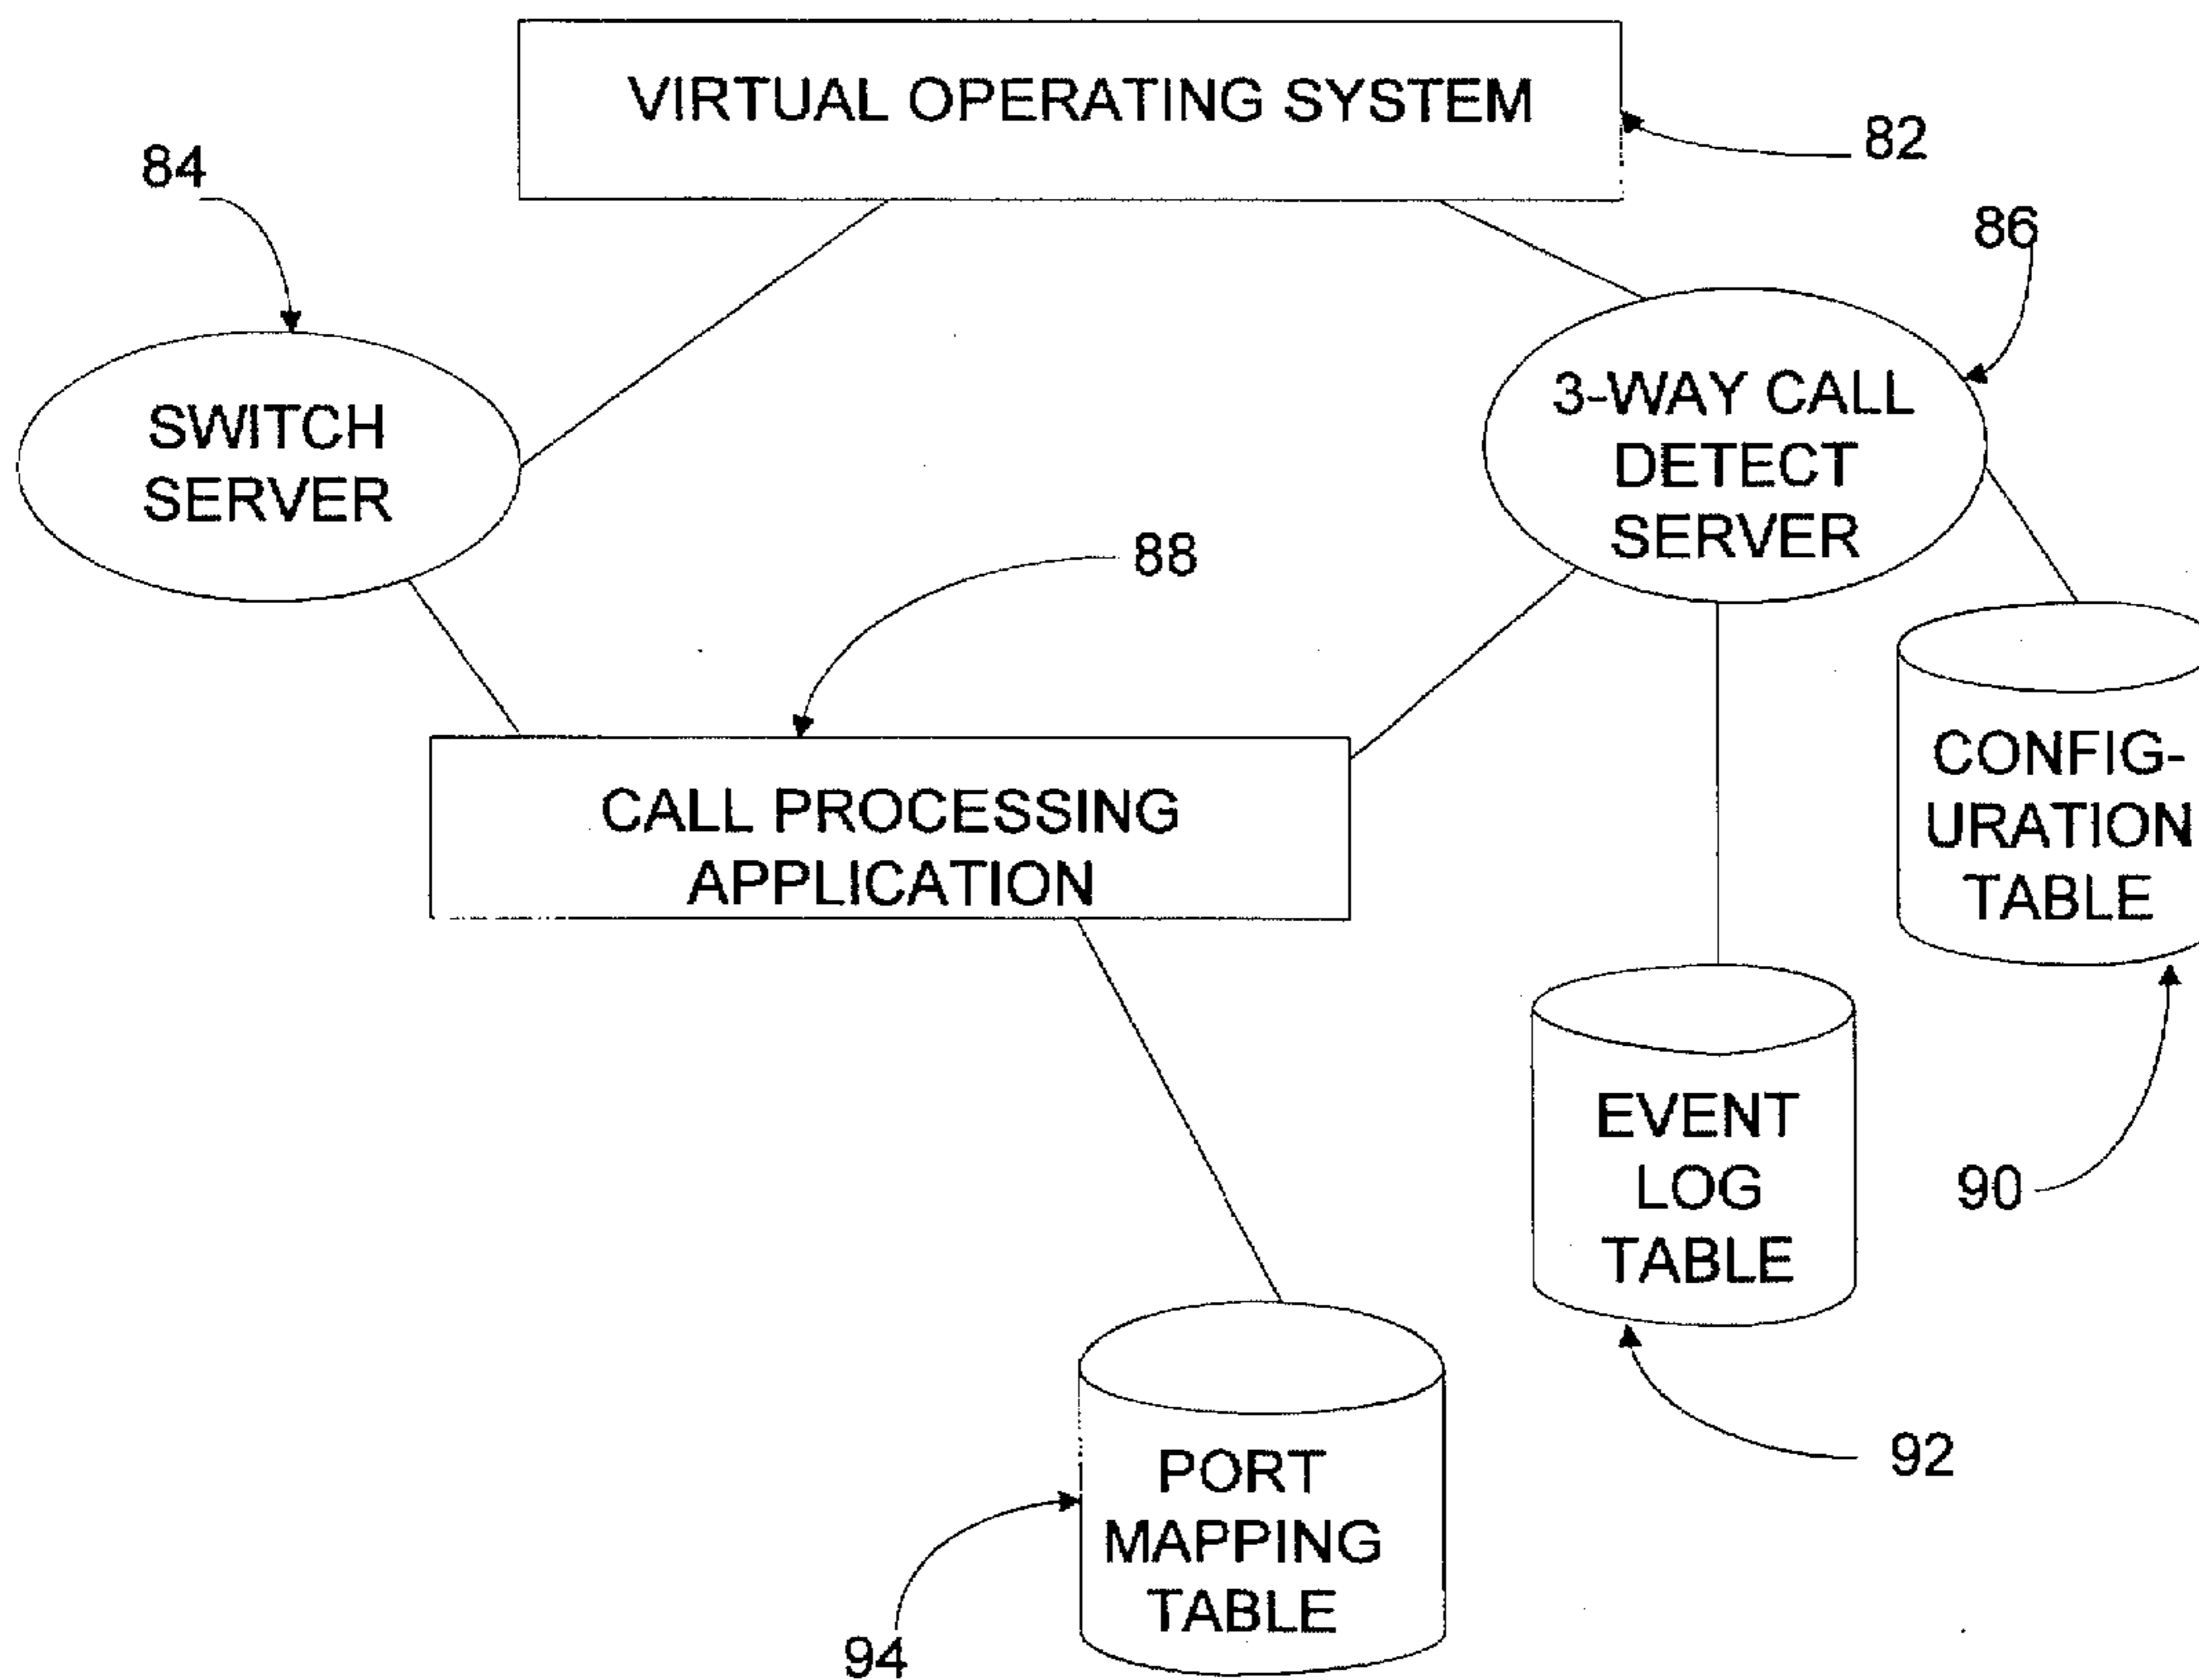 VIRTUAL OPERATING SYSTEM
82
84
86
SWITCH
SERVER
3-WAY CALL
DETECT
SERVER
88
CALL PROCESSING
APPLICATION
CONFIG-
URATION
TABLE
90
EVENT
LOG
TABLE
92
PORT
MAPPING
TABLE
94